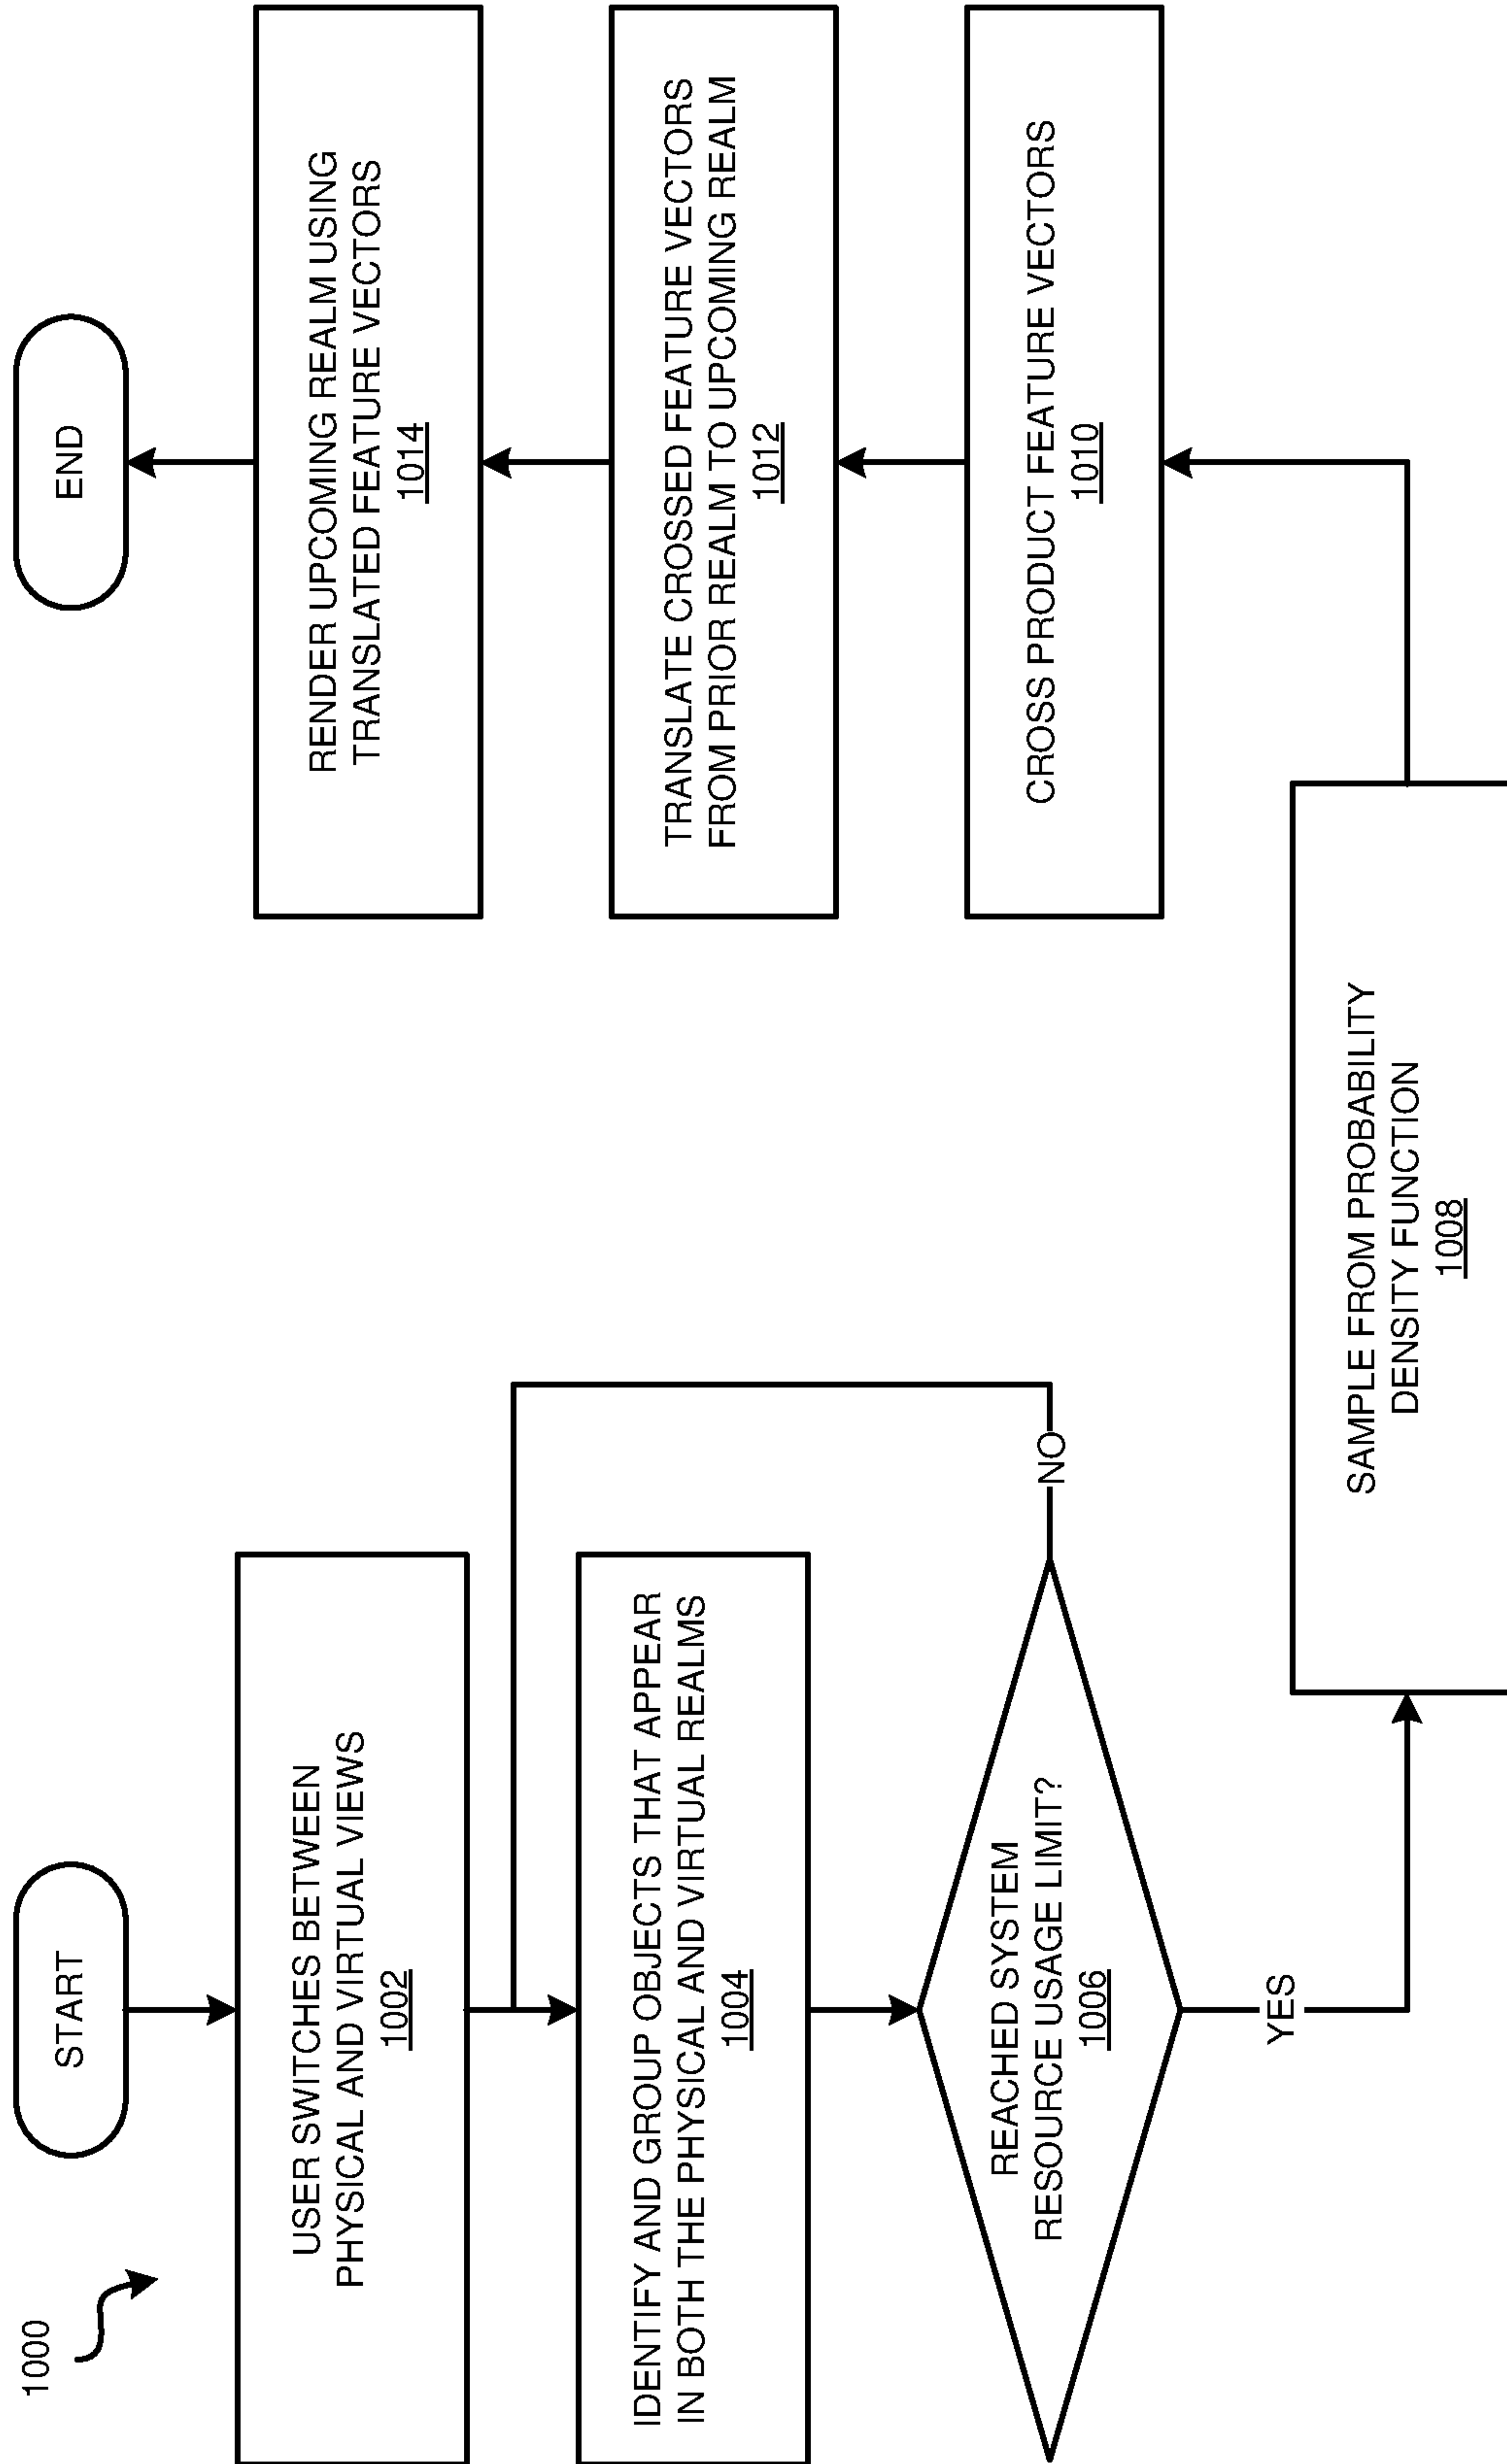 1000
START
USER SWITCHES BETWEEN
PHYSICAL AND VIRTUAL VIEWS
1002
IDENTIFY AND GROUP OBJECTS THAT APPEAR
IN BOTH THE PHYSICAL AND VIRTUAL REALMS
1004
REACHED SYSTEM
RESOURCE USAGE LIMIT?
1006
NO
YES
SAMPLE FROM PROBABILITY
DENSITY FUNCTION
1008
CROSS PRODUCT FEATURE VECTORS
1010
TRANSLATE CROSSED FEATURE VECTORS
FROM PRIOR REALM TO UPCOMING REALM
1012
RENDER UPCOMING REALM USING
TRANSLATED FEATURE VECTORS
1014
END